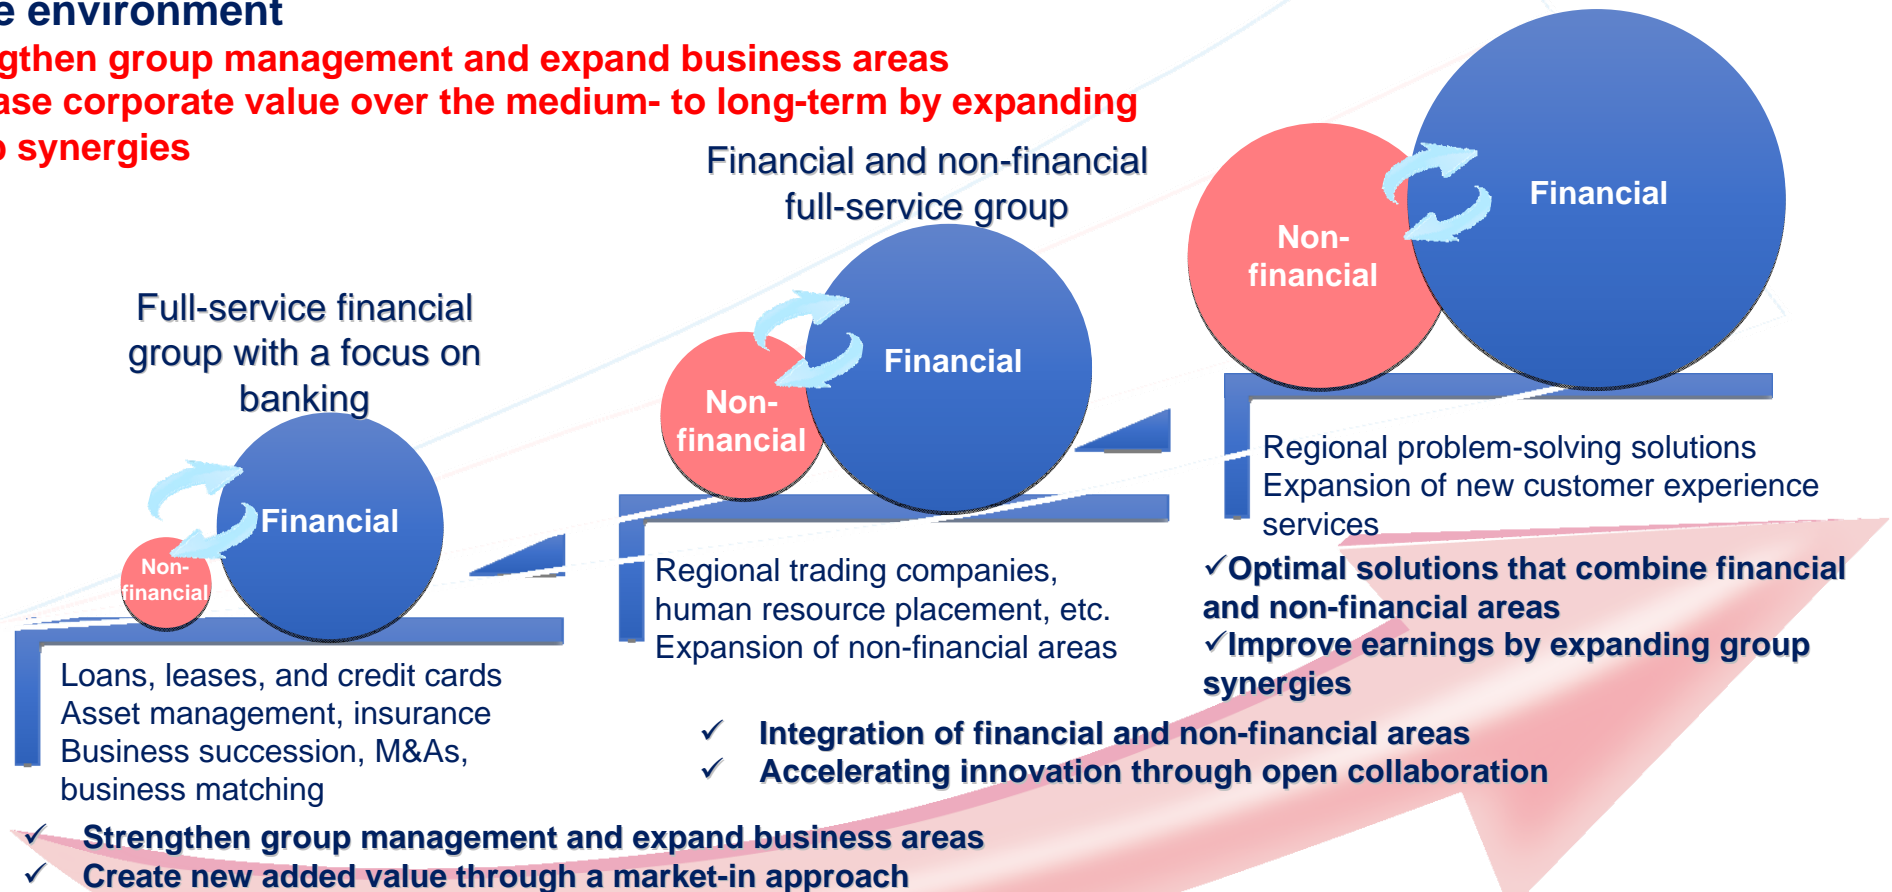 e environment
gthen group management and expand business areas
ase corporate value over the medium- to long-term by expanding
synergies
Full-service financial
group with a focus on
banking
Financial
Non-
financial
Loans, leases, and credit cards
Asset management, insurance
Business succession, M&As,
business matching
✓ Strengthen group management and expand business areas
✓ Create new added value through a market-in approach
Financial and non-financial
full-service group
Financial
Non-
financial
Regional trading companies,
human resource placement, etc.
Expansion of non-financial areas
✓ Integration of financial and non-financial areas
✓ Accelerating innovation through open collaboration
Financial
Non-
financial
Regional problem-solving solutions
Expansion of new customer experience
services
✓Optimal solutions that combine financial
and non-financial areas
✓Improve earnings by expanding group
synergies